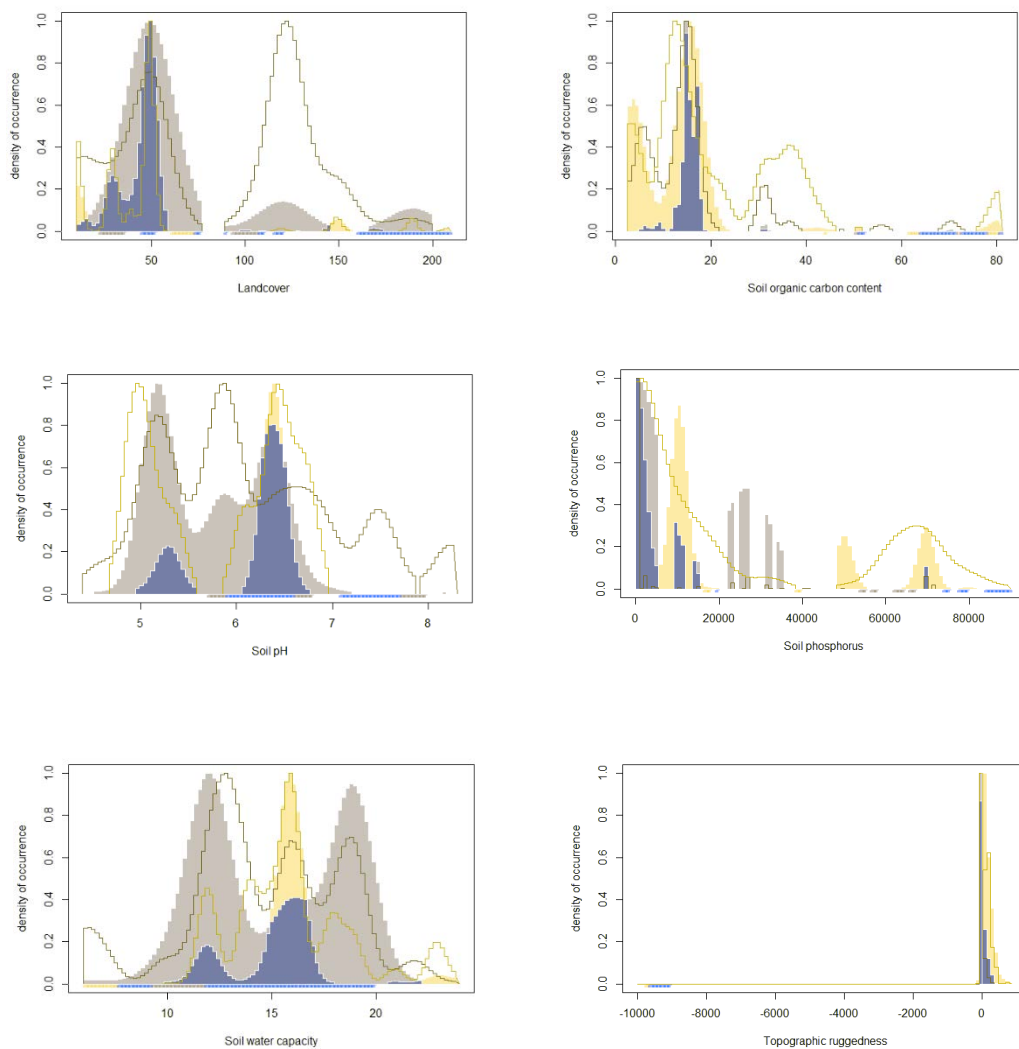 density of occurrence
0.0 0.2 0.4 0.6 0.8 1.0
50 100 150 200
Landcover
density of occurrence
0.0 0.2 0.4 0.6 0.8 1.0
0 20 40 60 80
Soil organic carbon content
density of occurrence
0.0 0.2 0.4 0.6 0.8 1.0
5 6 7 8
Soil pH
density of occurrence
0.0 0.2 0.4 0.6 0.8 1.0
0 20000 40000 60000 80000
Soil phosphorus
density of occurrence
0.0 0.2 0.4 0.6 0.8 1.0
10 15 20
Soil water capacity
density of occurrence
0.0 0.2 0.4 0.6 0.8 1.0
-10000 -8000 -6000 -4000 -2000 0
Topographic ruggedness